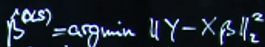 β̂^{OLS} = argmin ‖Y - Xβ‖₂²